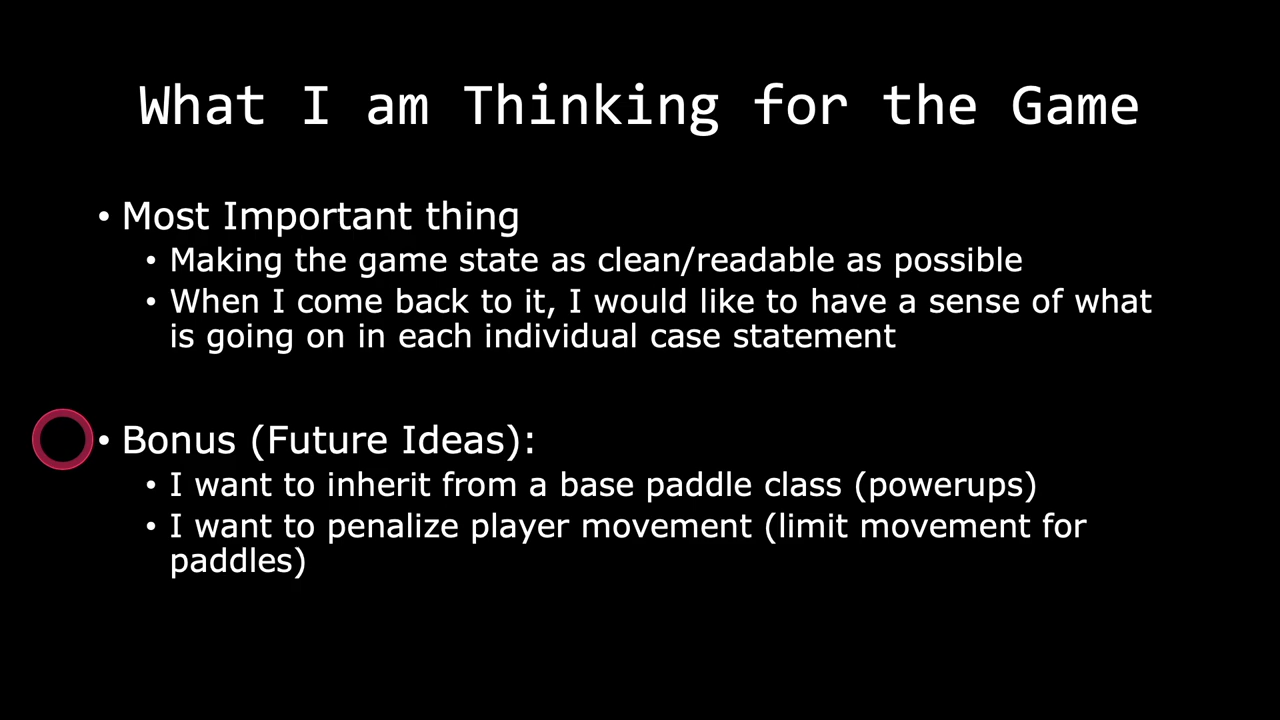 What I am Thinking for the Game
• Most Important thing
• Making the game state as clean/readable as possible
• When I come back to it, I would like to have a sense of what
is going on in each individual case statement
• Bonus (Future Ideas):
• I want to inherit from a base paddle class (powerups)
• I want to penalize player movement (limit movement for
paddles)